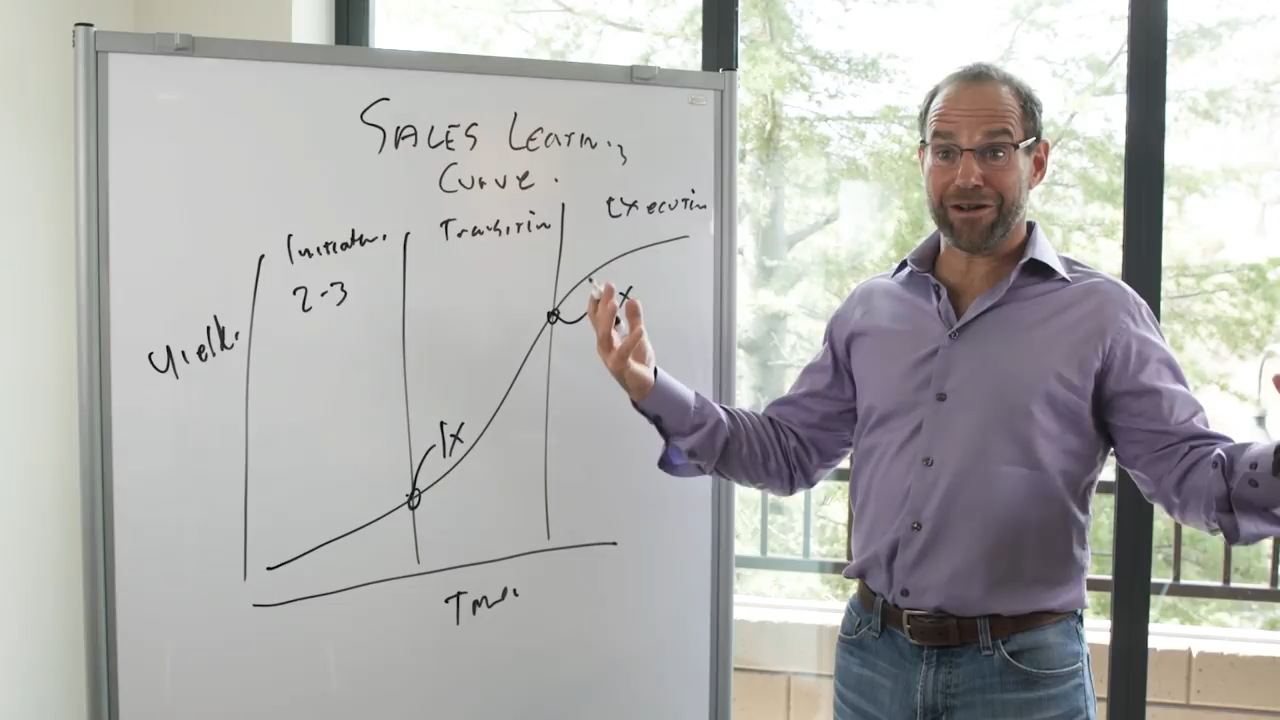 SALES Learning
Curve.
Initiation.
Transition
Execution
2-3
Yield.
1x
x
Time.